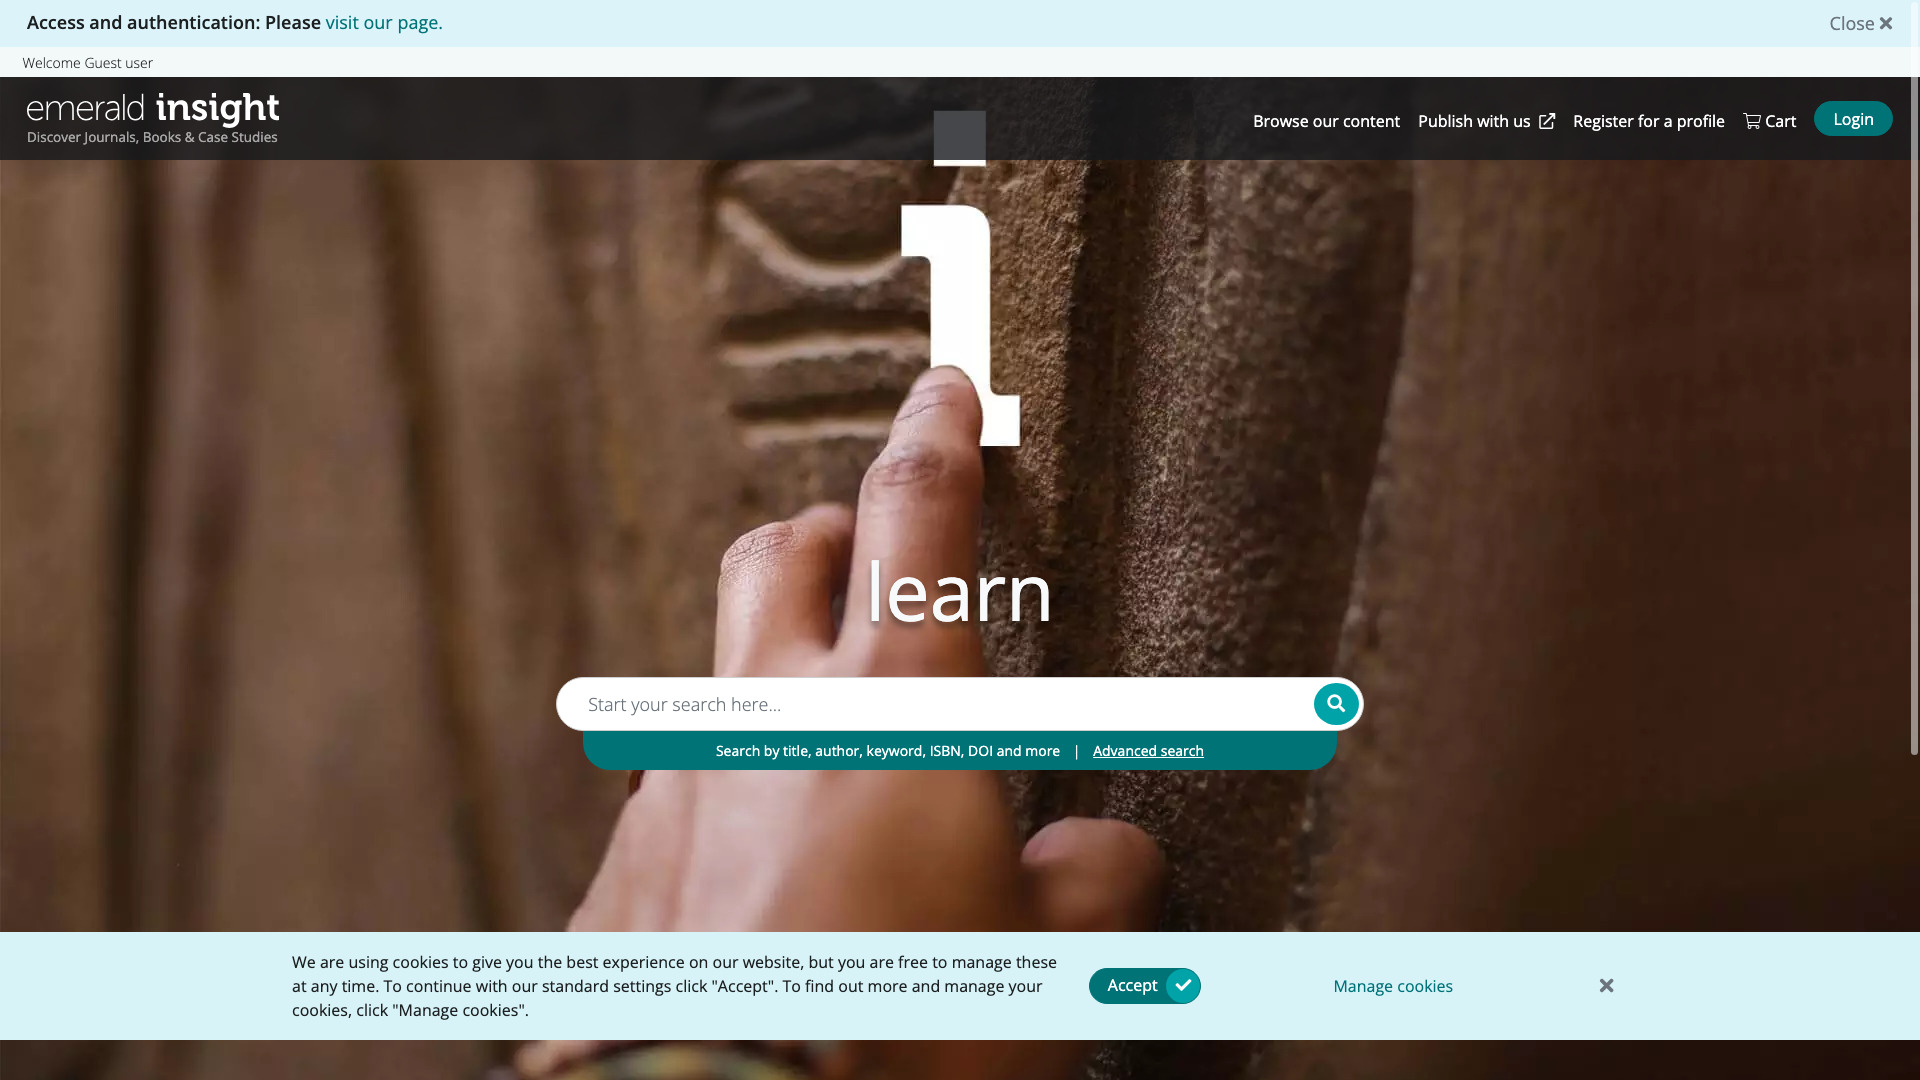 Access and authentication: Please visit our page.
Close
Welcome Guest user
emerald insight
Discover Journals, Books & Case Studies
Browse our content
Publish with us
Register for a profile
Cart
Login
i
learn
Start your search here...
Search by title, author, keyword, ISBN, DOI and more | Advanced search
We are using cookies to give you the best experience on our website, but you are free to manage these
at any time. To continue with our standard settings click "Accept". To find out more and manage your
cookies, click "Manage cookies".
Accept
Manage cookies